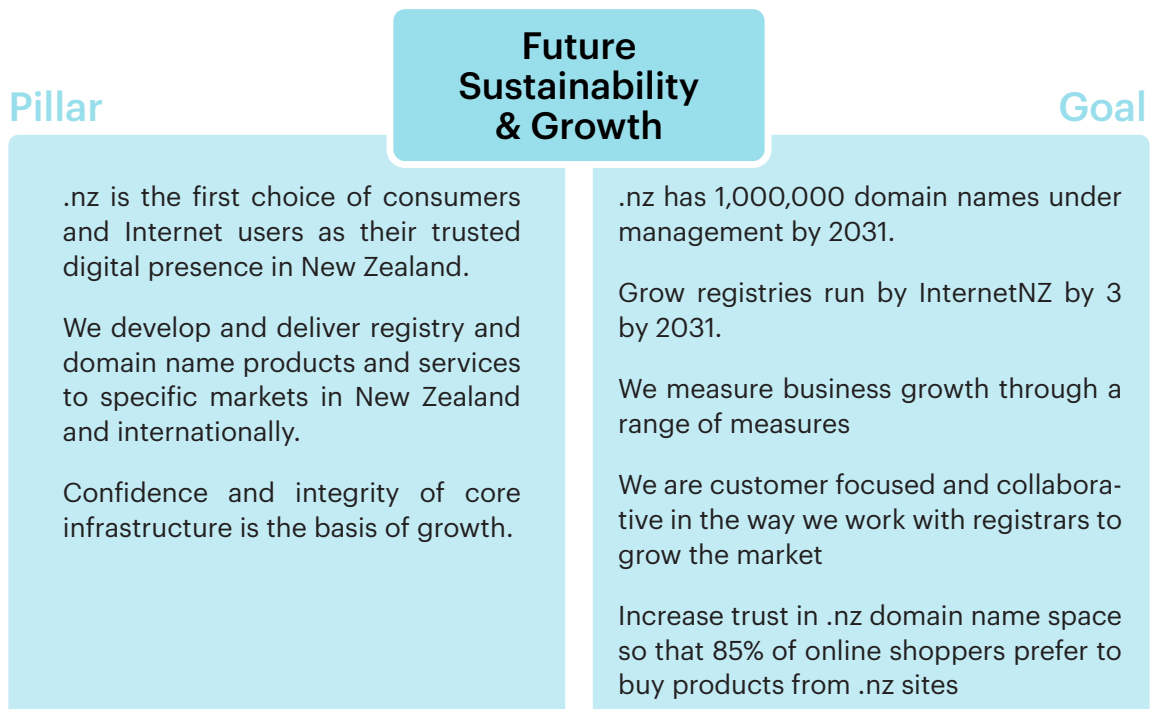 Future
Sustainability
& Growth
Pillar
.nz is the first choice of consumers
and Internet users as their trusted
digital presence in New Zealand.
We develop and deliver registry and
domain name products and services
to specific markets in New Zealand
and internationally.
Confidence and integrity of core
infrastructure is the basis of growth.
Goal
.nz has 1,000,000 domain names under
management by 2031.
Grow registries run by InternetNZ by 3
by 2031.
We measure business growth through a
range of measures
We are customer focused and collabora-
tive in the way we work with registrars to
grow the market
Increase trust in .nz domain name space
so that 85% of online shoppers prefer to
buy products from .nz sites